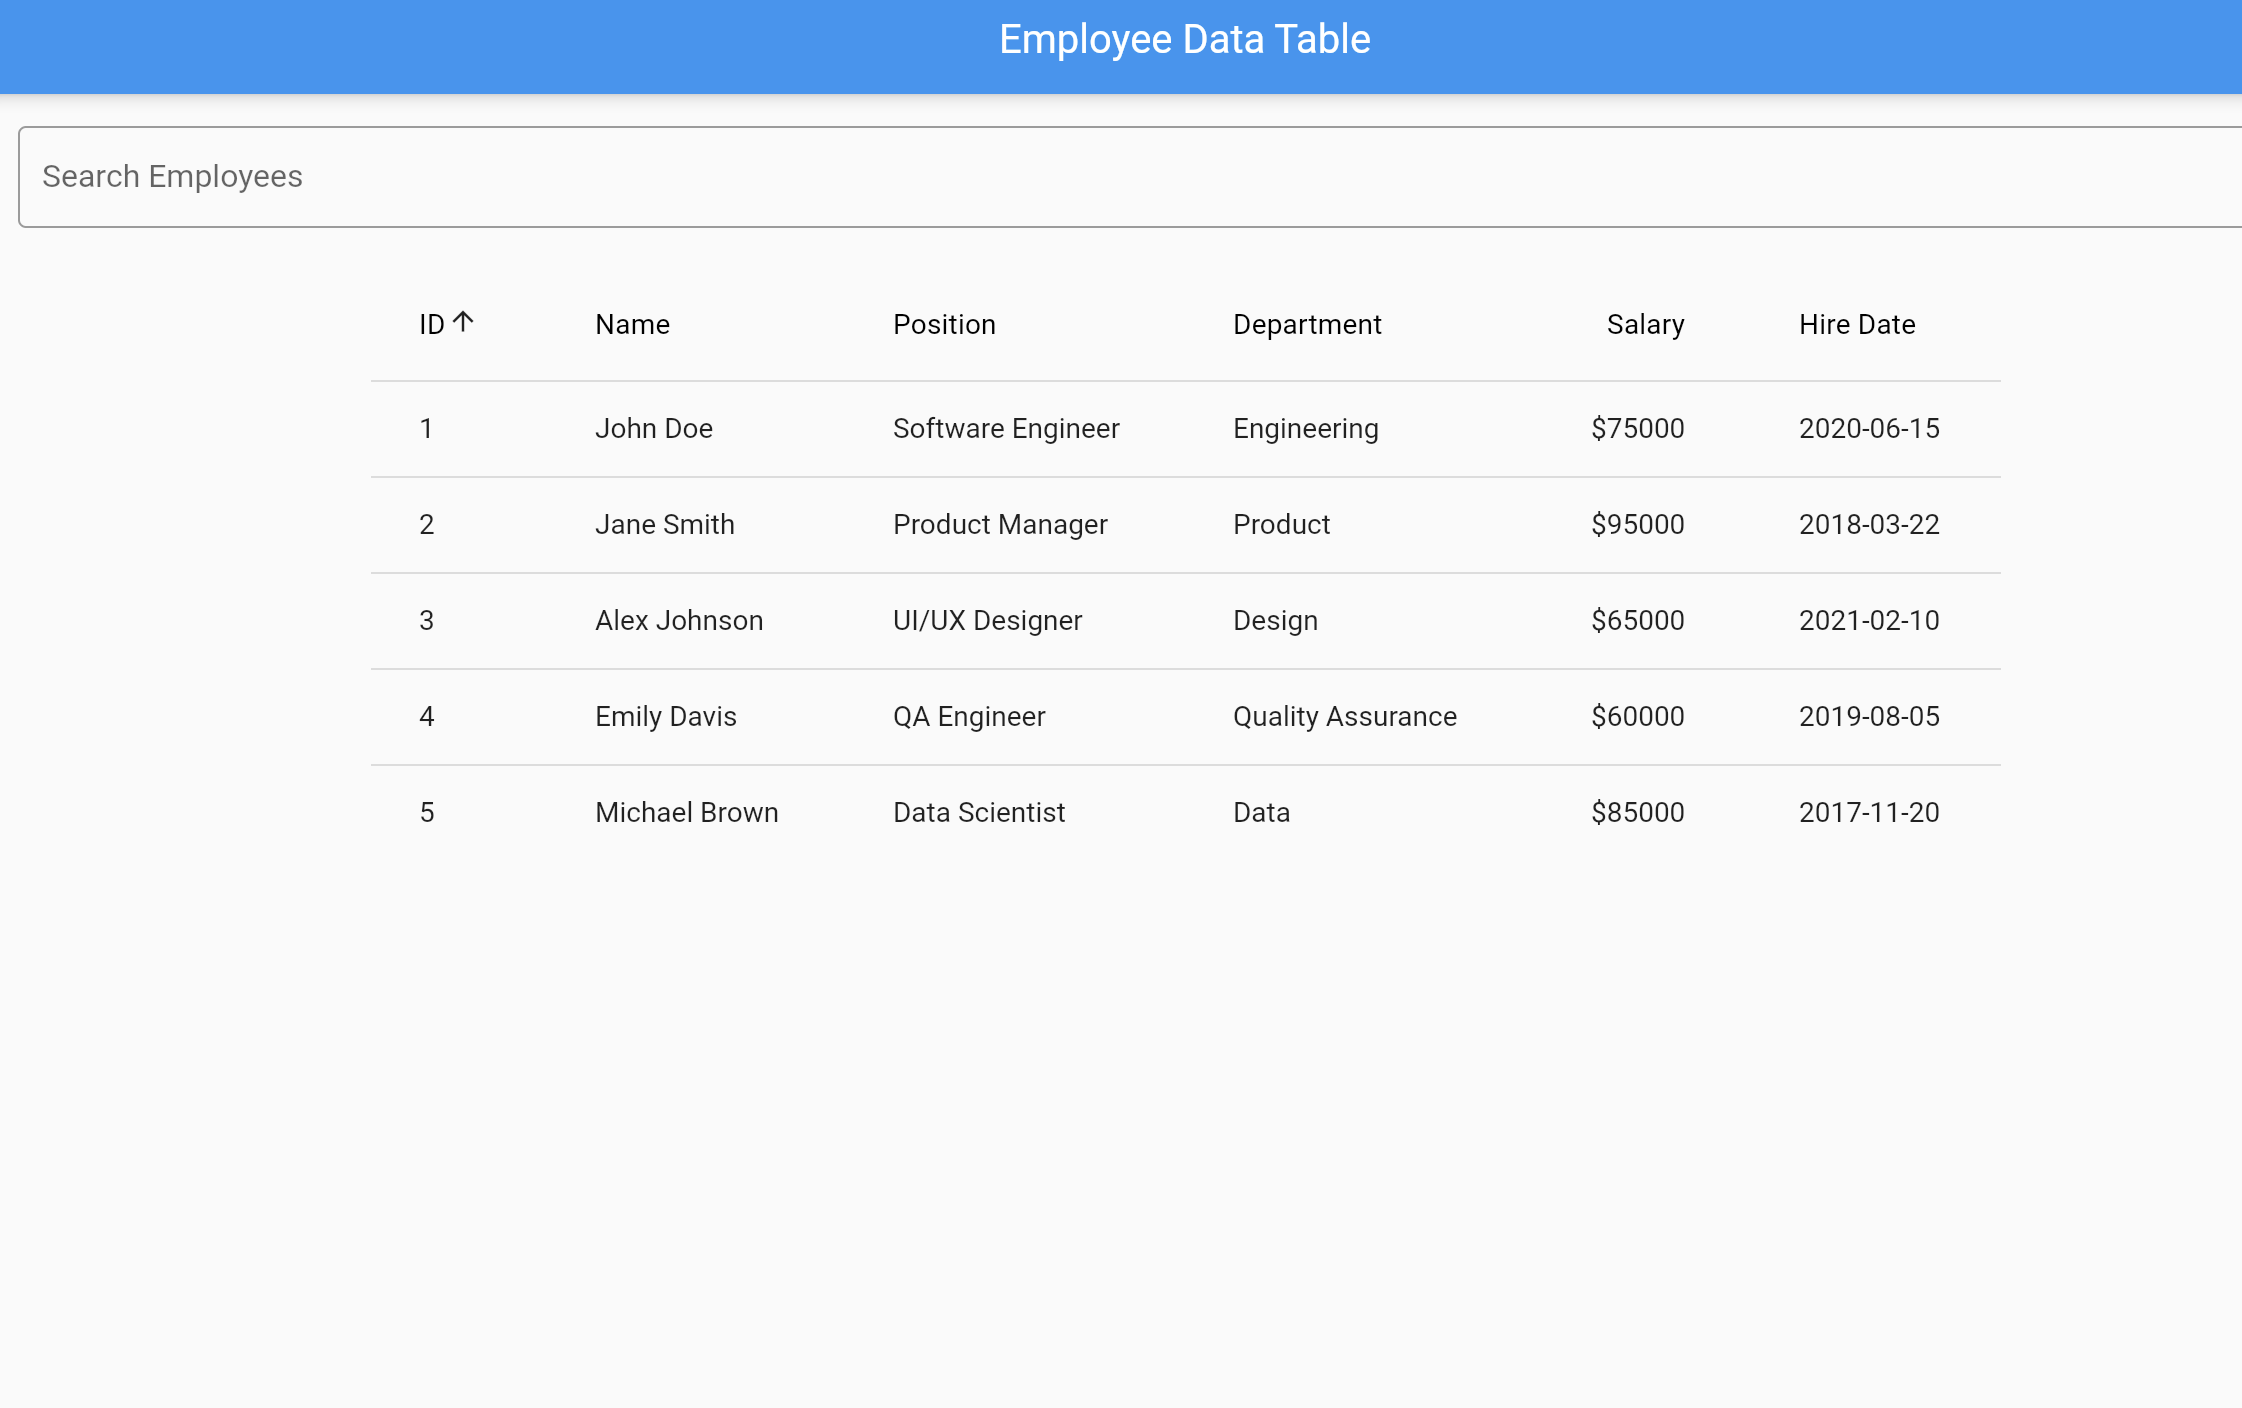 Employee Data Table
Search Employees
ID Name Position Department Salary Hire Date
1 John Doe Software Engineer Engineering $75000 2020-06-15
2 Jane Smith Product Manager Product $95000 2018-03-22
3 Alex Johnson UI/UX Designer Design $65000 2021-02-10
4 Emily Davis QA Engineer Quality Assurance $60000 2019-08-05
5 Michael Brown Data Scientist Data $85000 2017-11-20